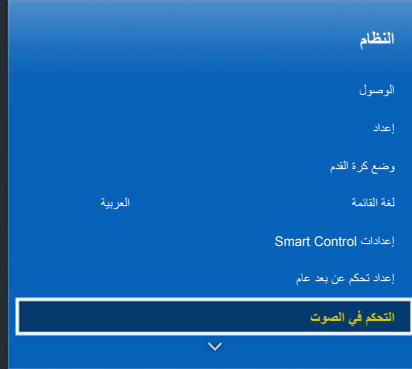 النظام
الوصول
إعداد
وضع كرة القدم
لغة القائمة العربية
إعدادات Smart Control
إعداد تحكم عن بعد عام
التحكم في الصوت